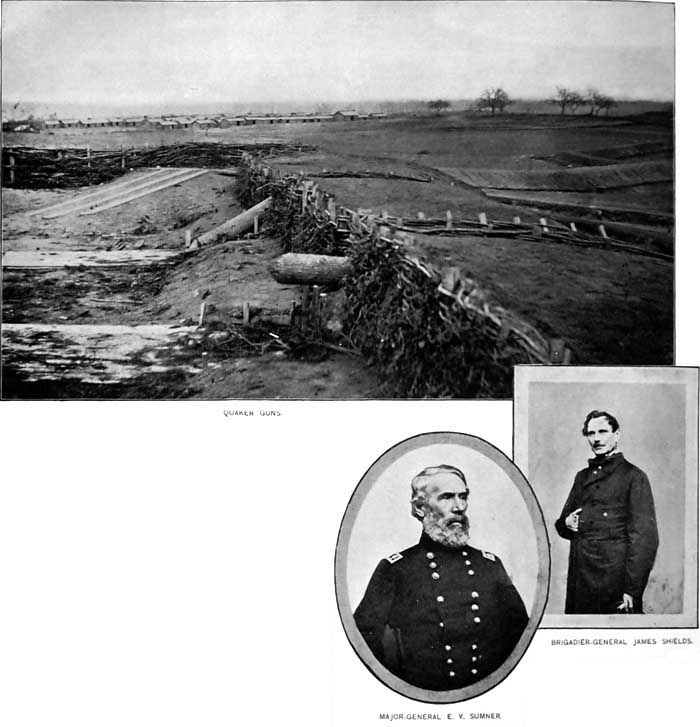 QUAKER GUNS.
BRIGADIER-GENERAL JAMES SHIELDS.
MAJOR-GENERAL E. V. SUMNER.